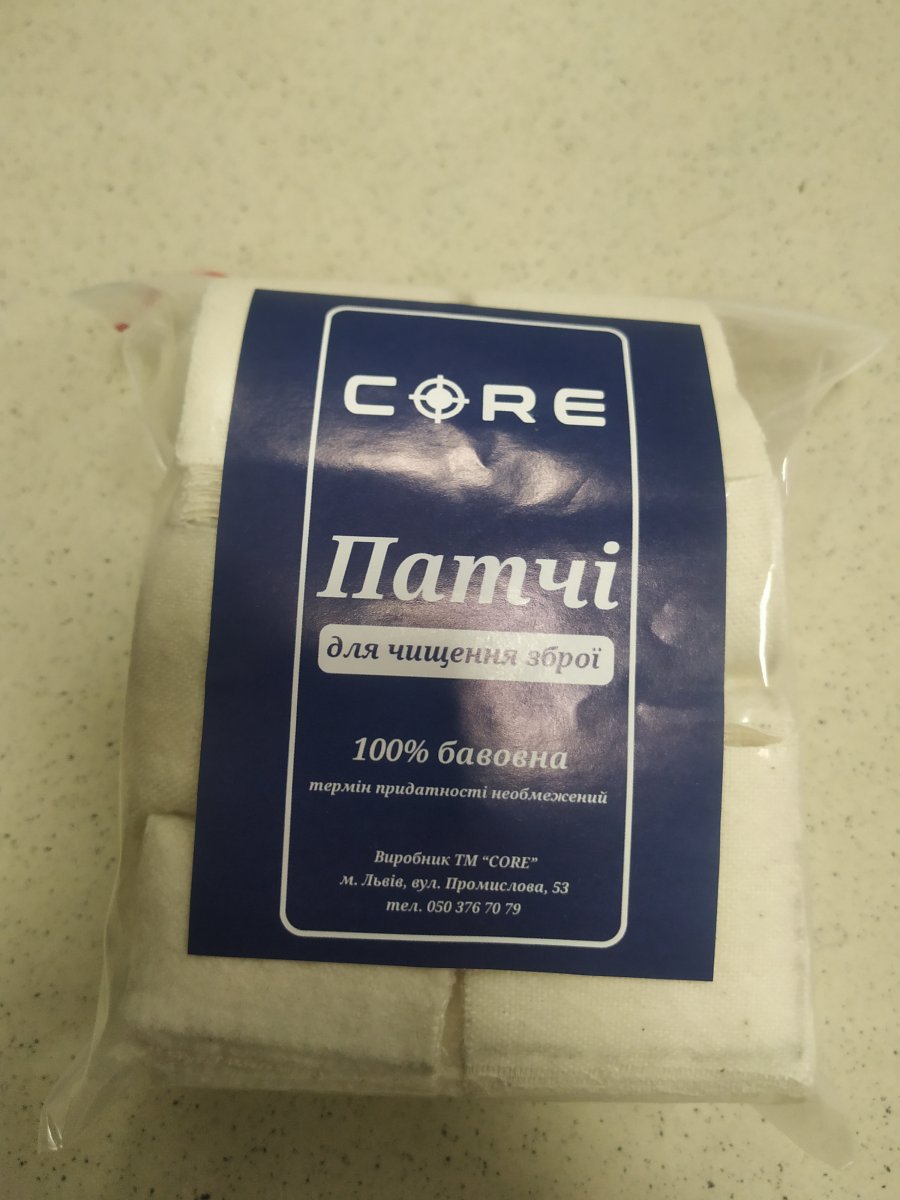 CORE
Патчі
для чищення зброї
100% бавовна
термін придатності необмежений
Виробник ТМ “CORE”
м. Львів, вул. Промислова, 53
тел. 050 376 70 79